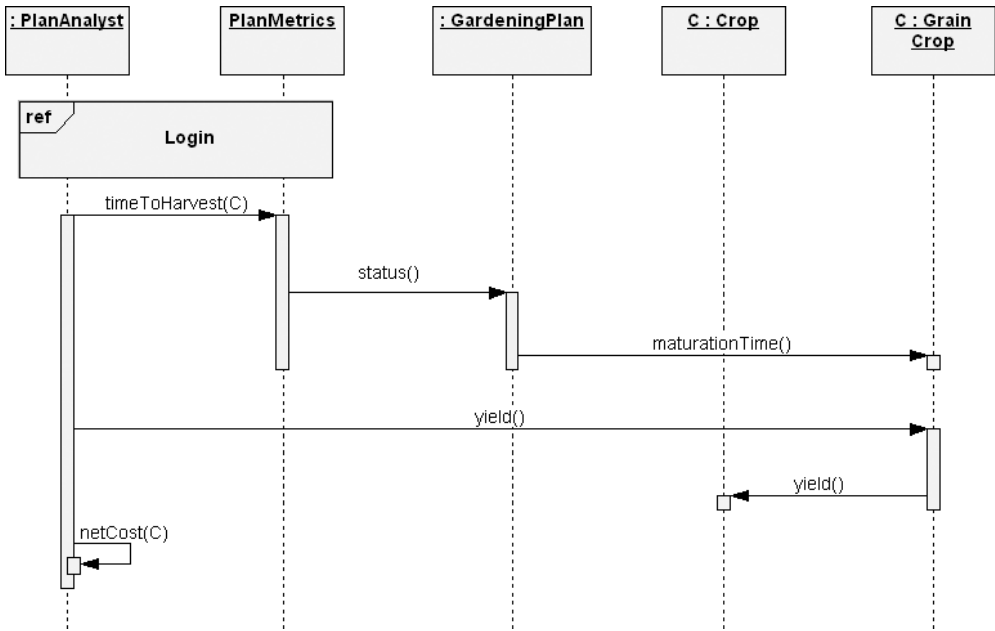 : PlanAnalyst
PlanMetrics
: GardeningPlan
C : Crop
C : Grain
Crop
ref
Login
timeToHarvest(C)
status()
maturationTime()
yield()
yield()
netCost(C)